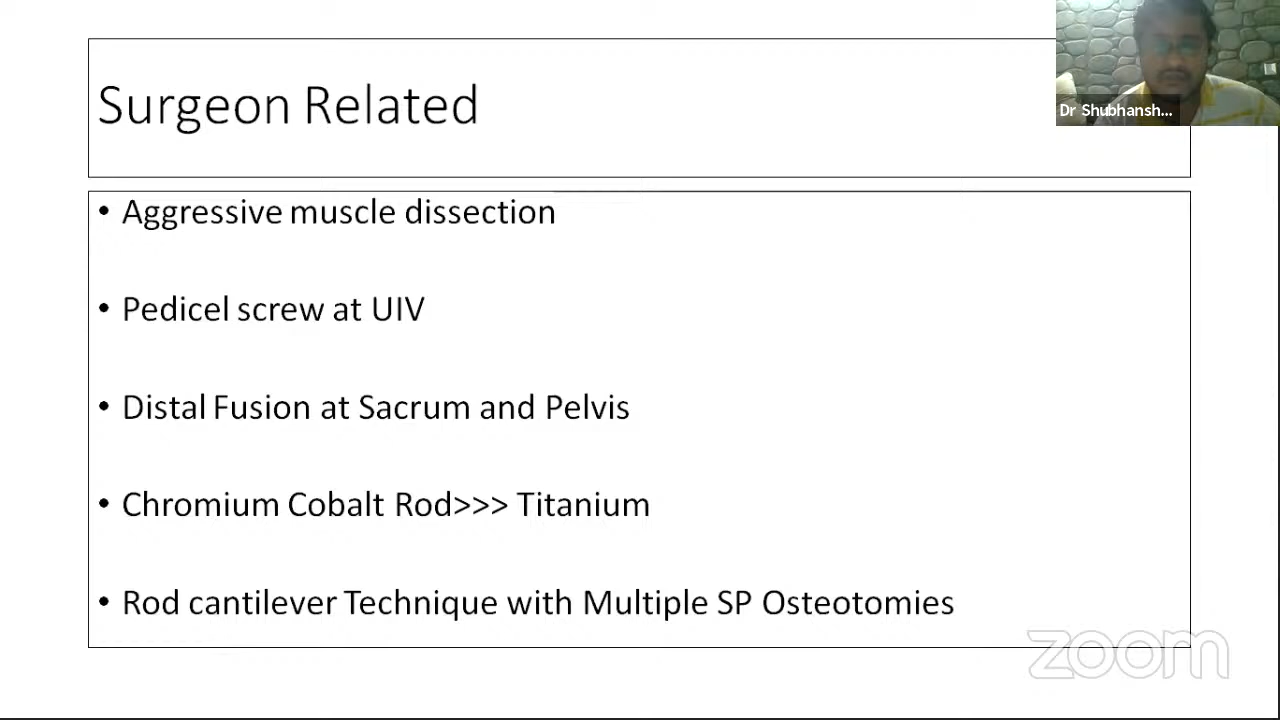 Surgeon Related
Dr Shubhansh...
• Aggressive muscle dissection
• Pedicel screw at UIV
• Distal Fusion at Sacrum and Pelvis
• Chromium Cobalt Rod>>> Titanium
• Rod cantilever Technique with Multiple SP Osteotomies
zoom